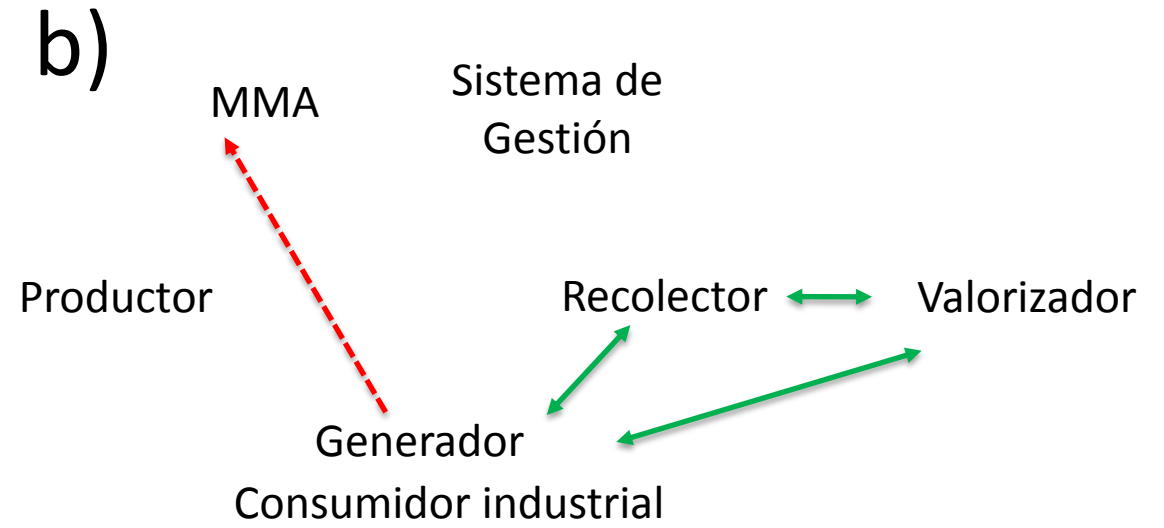 b)
MMA
Sistema de
Gestión
Productor
Recolector
Valorizador
Generador
Consumidor industrial